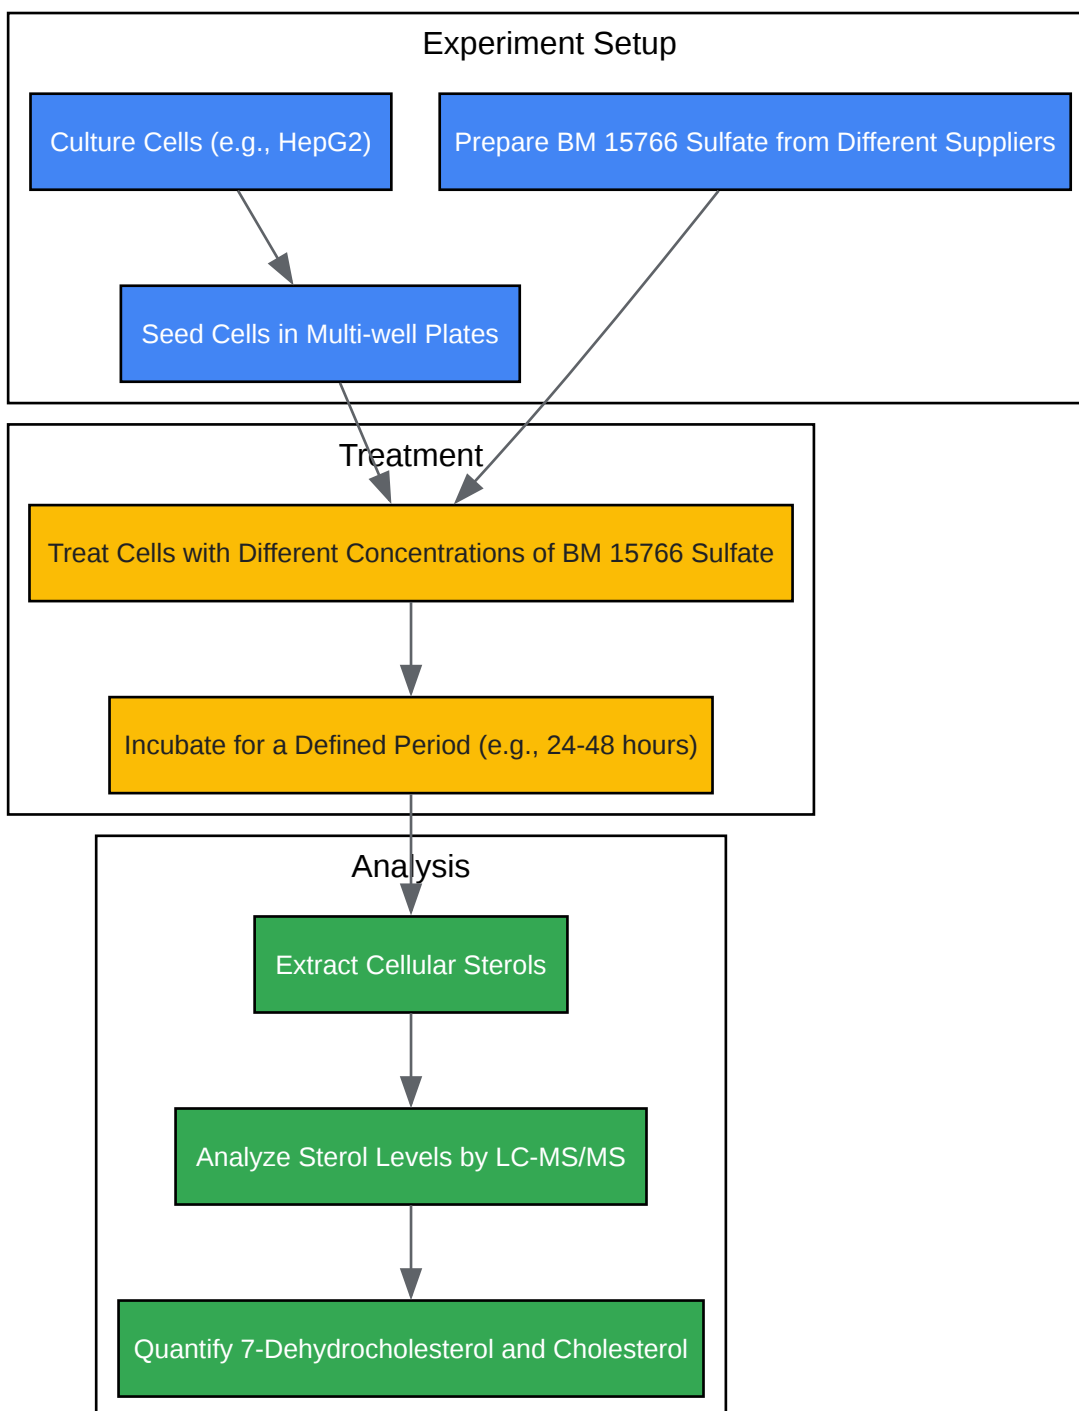 Experiment Setup
Culture Cells (e.g., HepG2)
Prepare BM 15766 Sulfate from Different Suppliers
Seed Cells in Multi-well Plates
Treatment
Treat Cells with Different Concentrations of BM 15766 Sulfate
Incubate for a Defined Period (e.g., 24-48 hours)
Analysis
Extract Cellular Sterols
Analyze Sterol Levels by LC-MS/MS
Quantify 7-Dehydrocholesterol and Cholesterol